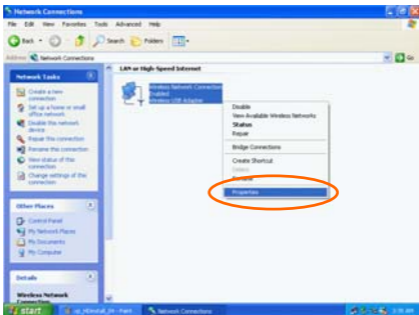 Network Connections
File Edit View Favorites Tools Advanced Help
Back Search Folders
Address Network Connections Go
Network Tasks
Create a new connection
Set up a home or small office network
Disable this network device
Repair this connection
Rename this connection
View status of this connection
Change settings of this connection
Other Places
Control Panel
My Network Places
My Documents
My Computer
Details
Wireless Network
Connection
LAN or High-Speed Internet
Wireless Network Connection
Enabled
Wireless USB Adapter
Disable
View Available Wireless Networks
Status
Repair
Bridge Connections
Create Shortcut
Delete
Rename
Properties
start
Network Connections